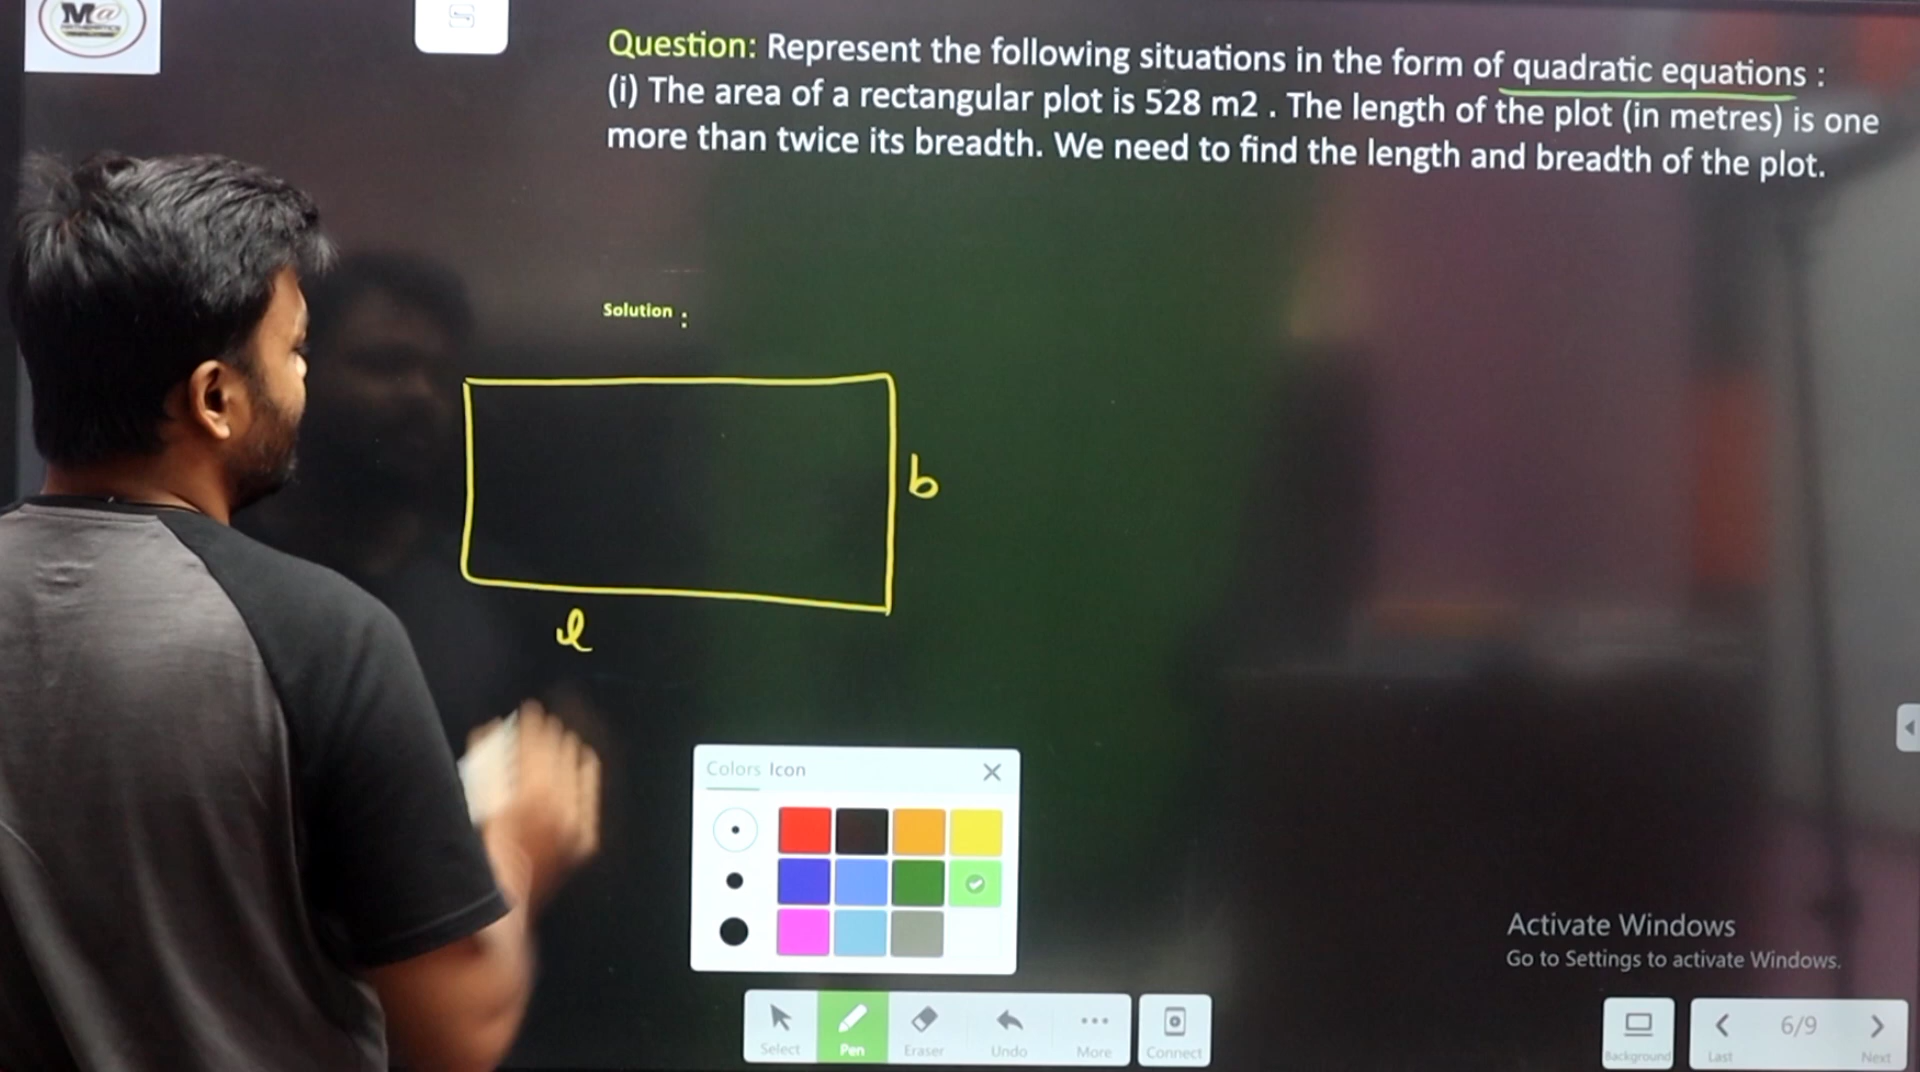 M@
MATHEMATICS
Question: Represent the following situations in the form of quadratic equations :
(i) The area of a rectangular plot is 528 m2 . The length of the plot (in metres) is one
more than twice its breadth. We need to find the length and breadth of the plot.
Solution :
b
l
Colors Icon
Activate Windows
Go to Settings to activate Windows.
Select Pen Eraser Undo More Connect
Background Last 6/9 Next